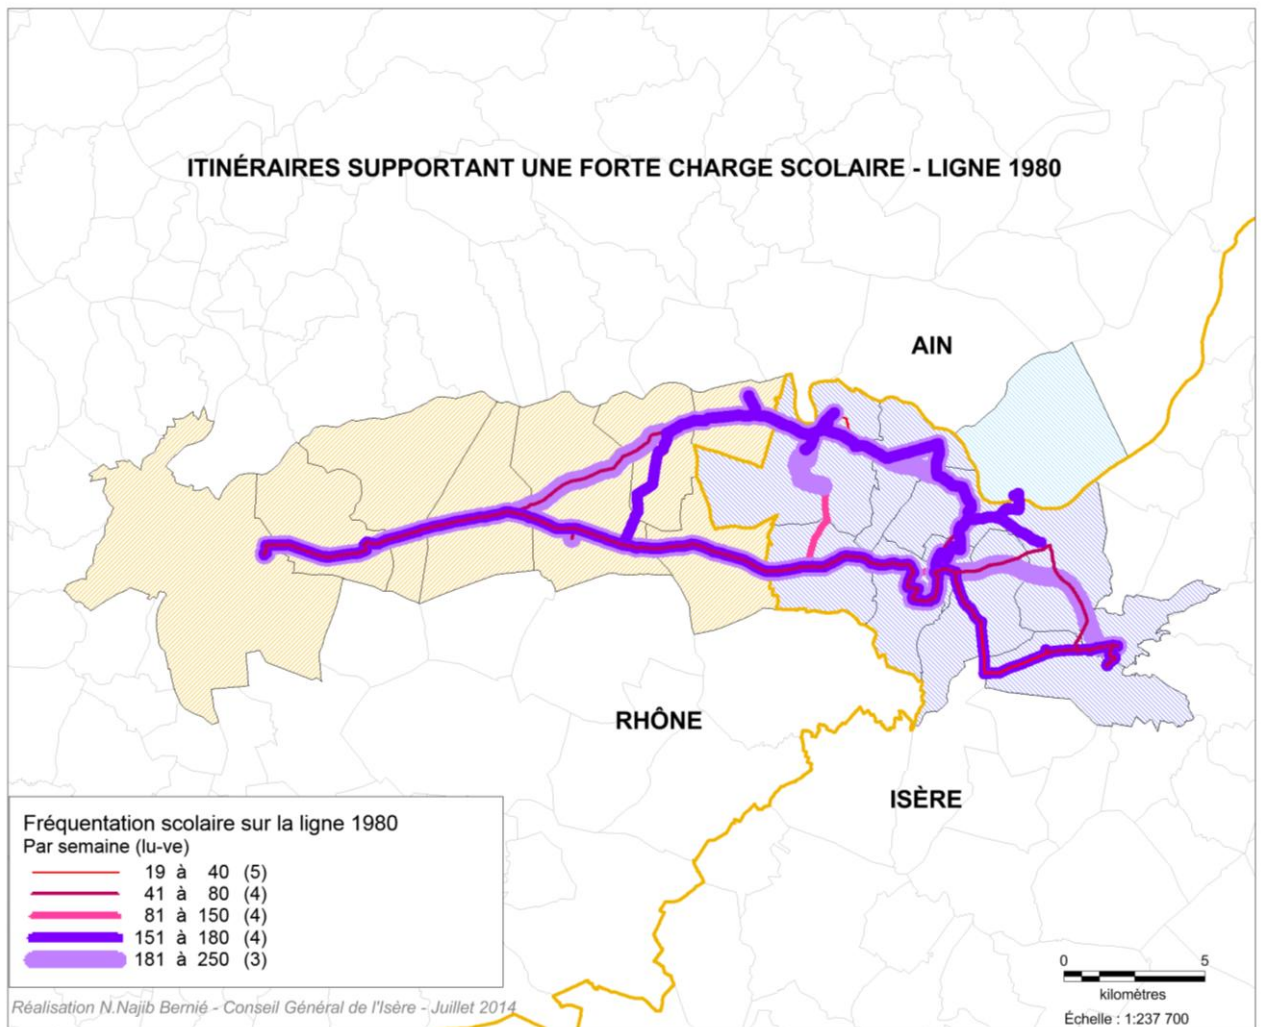 ITINÉRAIRES SUPPORTANT UNE FORTE CHARGE SCOLAIRE - LIGNE 1980
AIN
RHÔNE
ISÈRE
Fréquentation scolaire sur la ligne 1980
Par semaine (lu-ve)
19 à 40 (5)
41 à 80 (4)
81 à 150 (4)
151 à 180 (4)
181 à 250 (3)
0 5
kilomètres
Échelle : 1:237 700
Réalisation N.Najib Bernié - Conseil Général de l'Isère - Juillet 2014